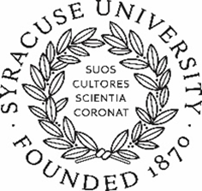 SYRACUSE UNIVERSITY
SUOS
CULTORES
SCIENTIA
CORONAT
· FOUNDED 1870 ·